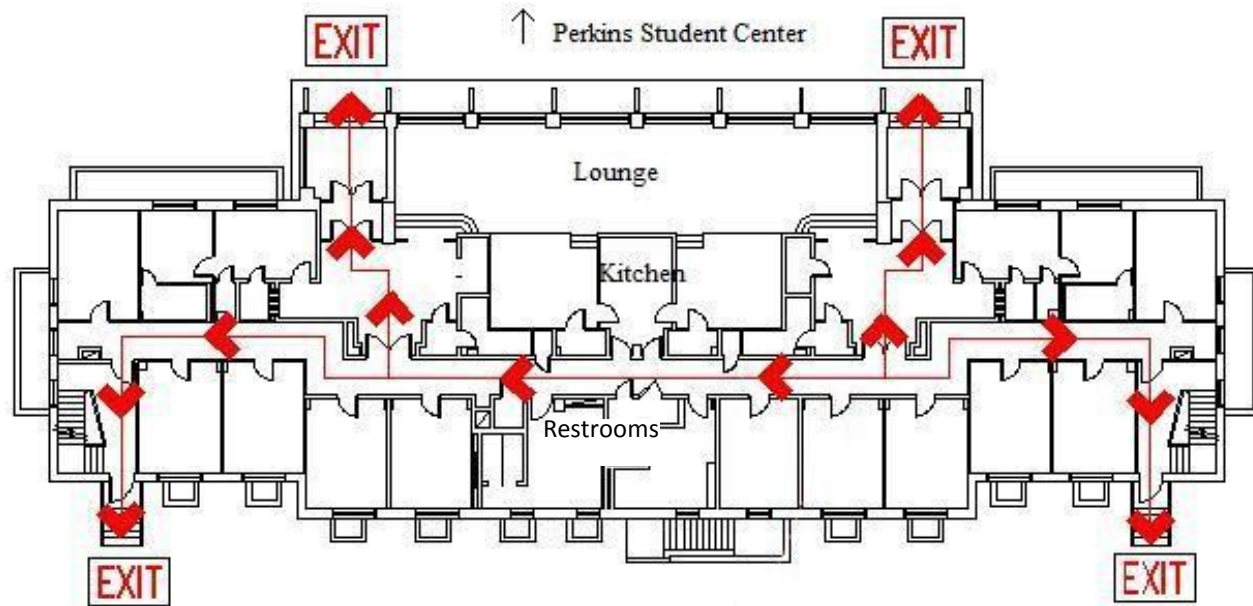 EXIT
↑ Perkins Student Center
EXIT
Lounge
Kitchen
Restrooms
EXIT
EXIT